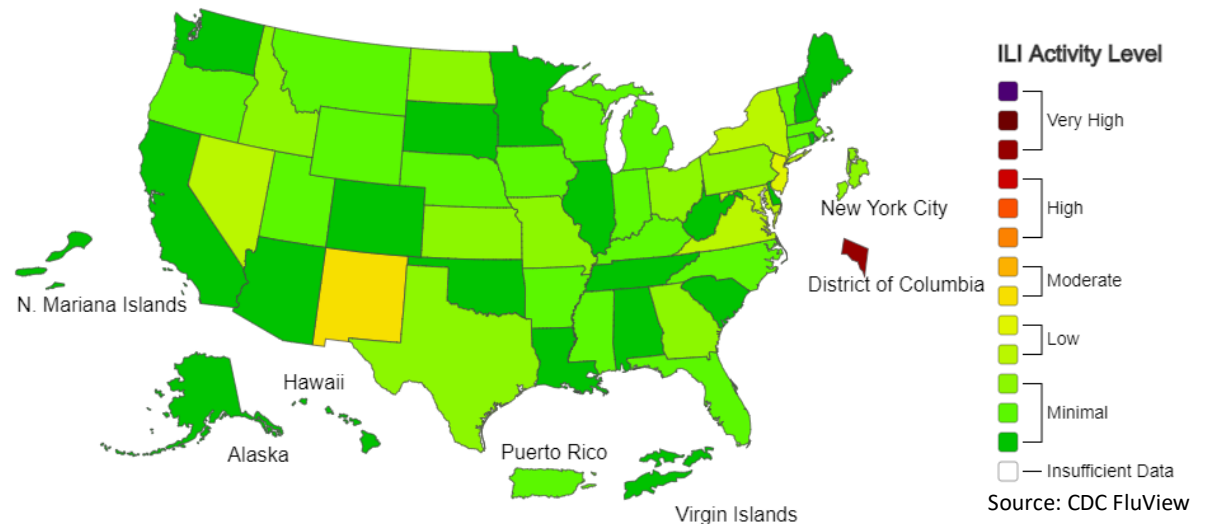 ILI Activity Level
Very High
High
Moderate
Low
Minimal
Insufficient Data
Source: CDC FluView
New York City
District of Columbia
N. Mariana Islands
Hawaii
Alaska
Puerto Rico
Virgin Islands